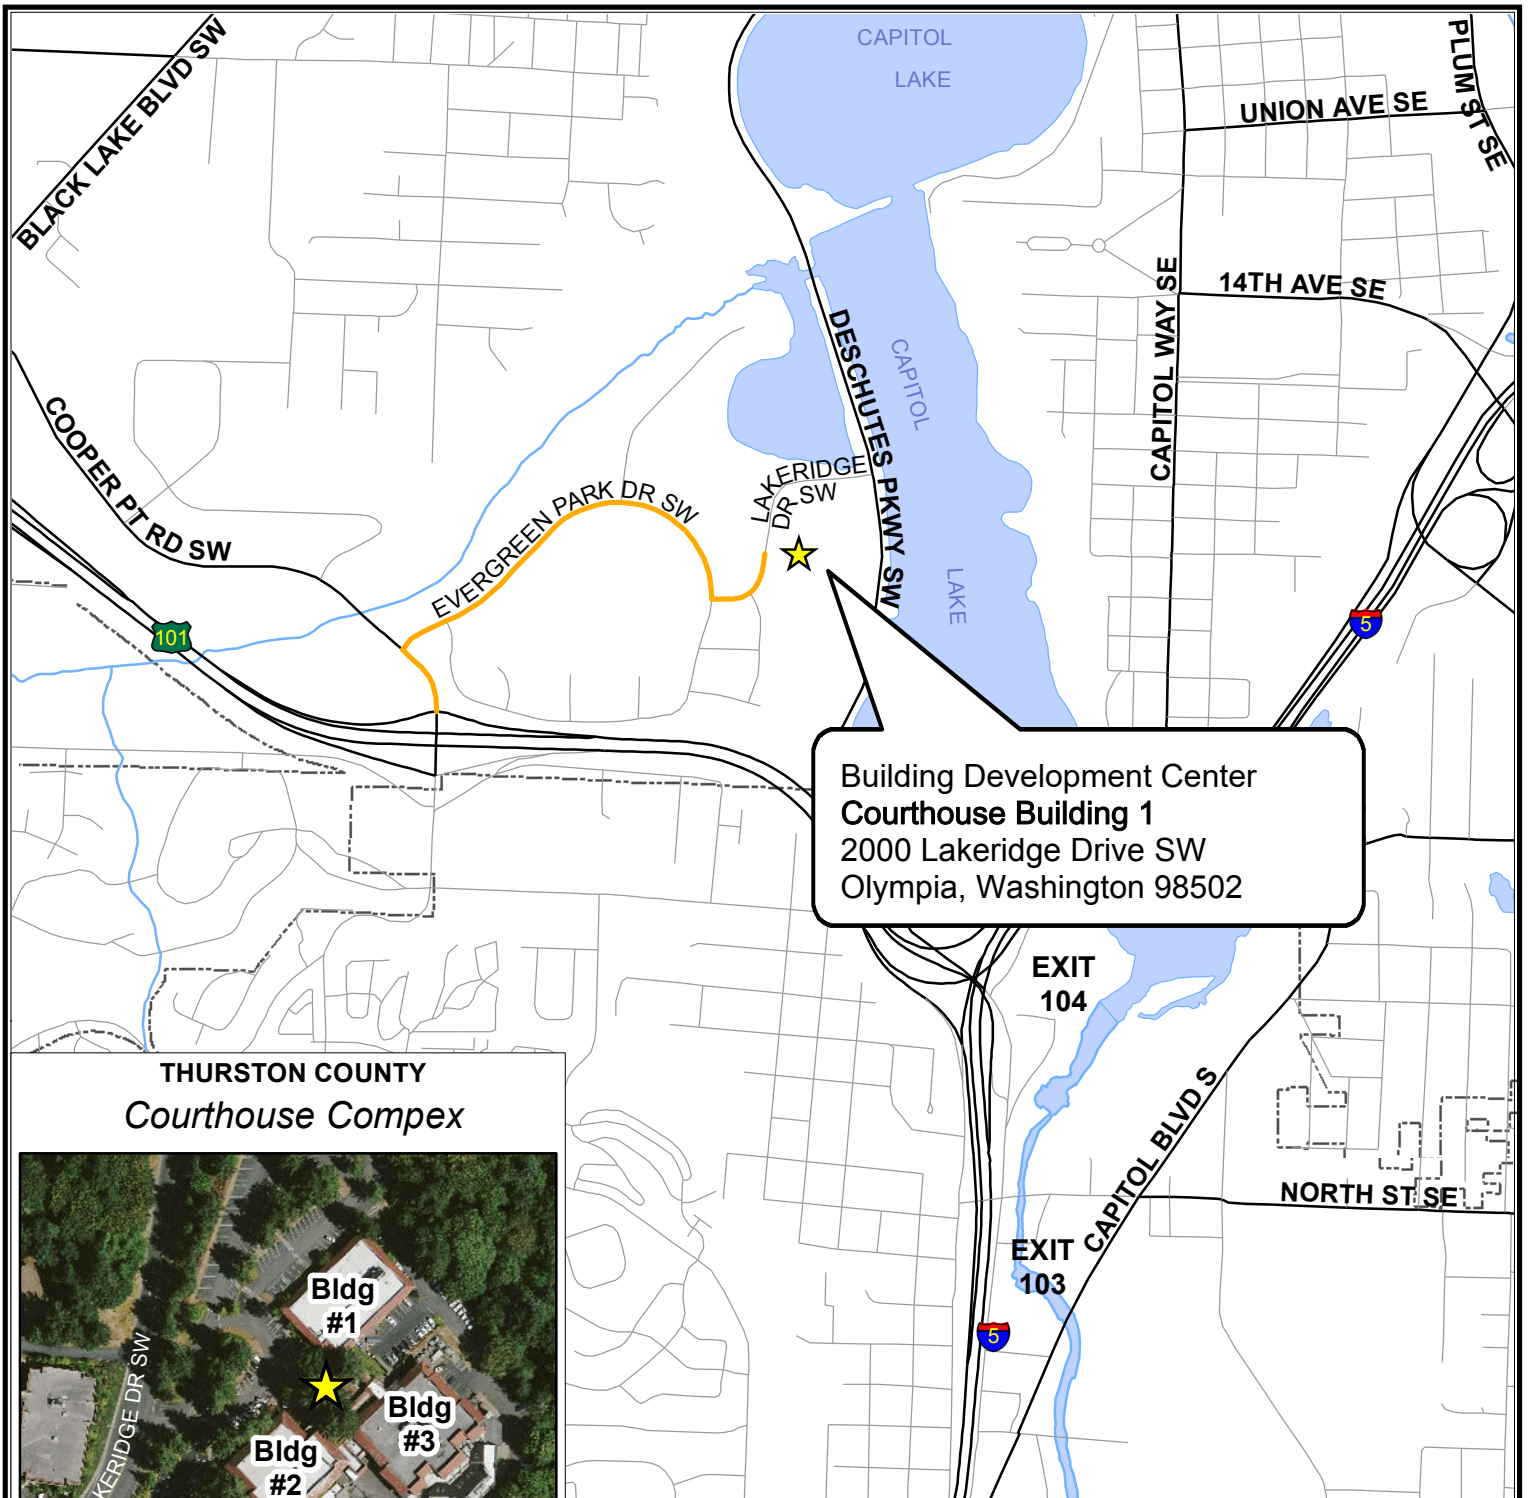 CAPITOL
LAKE
BLACK LAKE BLVD SW
PLUM ST SE
UNION AVE SE
14TH AVE SE
CAPITOL WAY SE
DESCHUTES PKWY SW
CAPITOL
LAKE
COOPER PT RD SW
EVERGREEN PARK DR SW
LAKERIDGE
DR SW
101
5
Building Development Center
Courthouse Building 1
2000 Lakeridge Drive SW
Olympia, Washington 98502
EXIT
104
CAPITOL BLVD S
NORTH ST SE
EXIT
103
5
THURSTON COUNTY
Courthouse Compex
Bldg
#1
Bldg
#3
Bldg
#2
KERIDGE DR SW